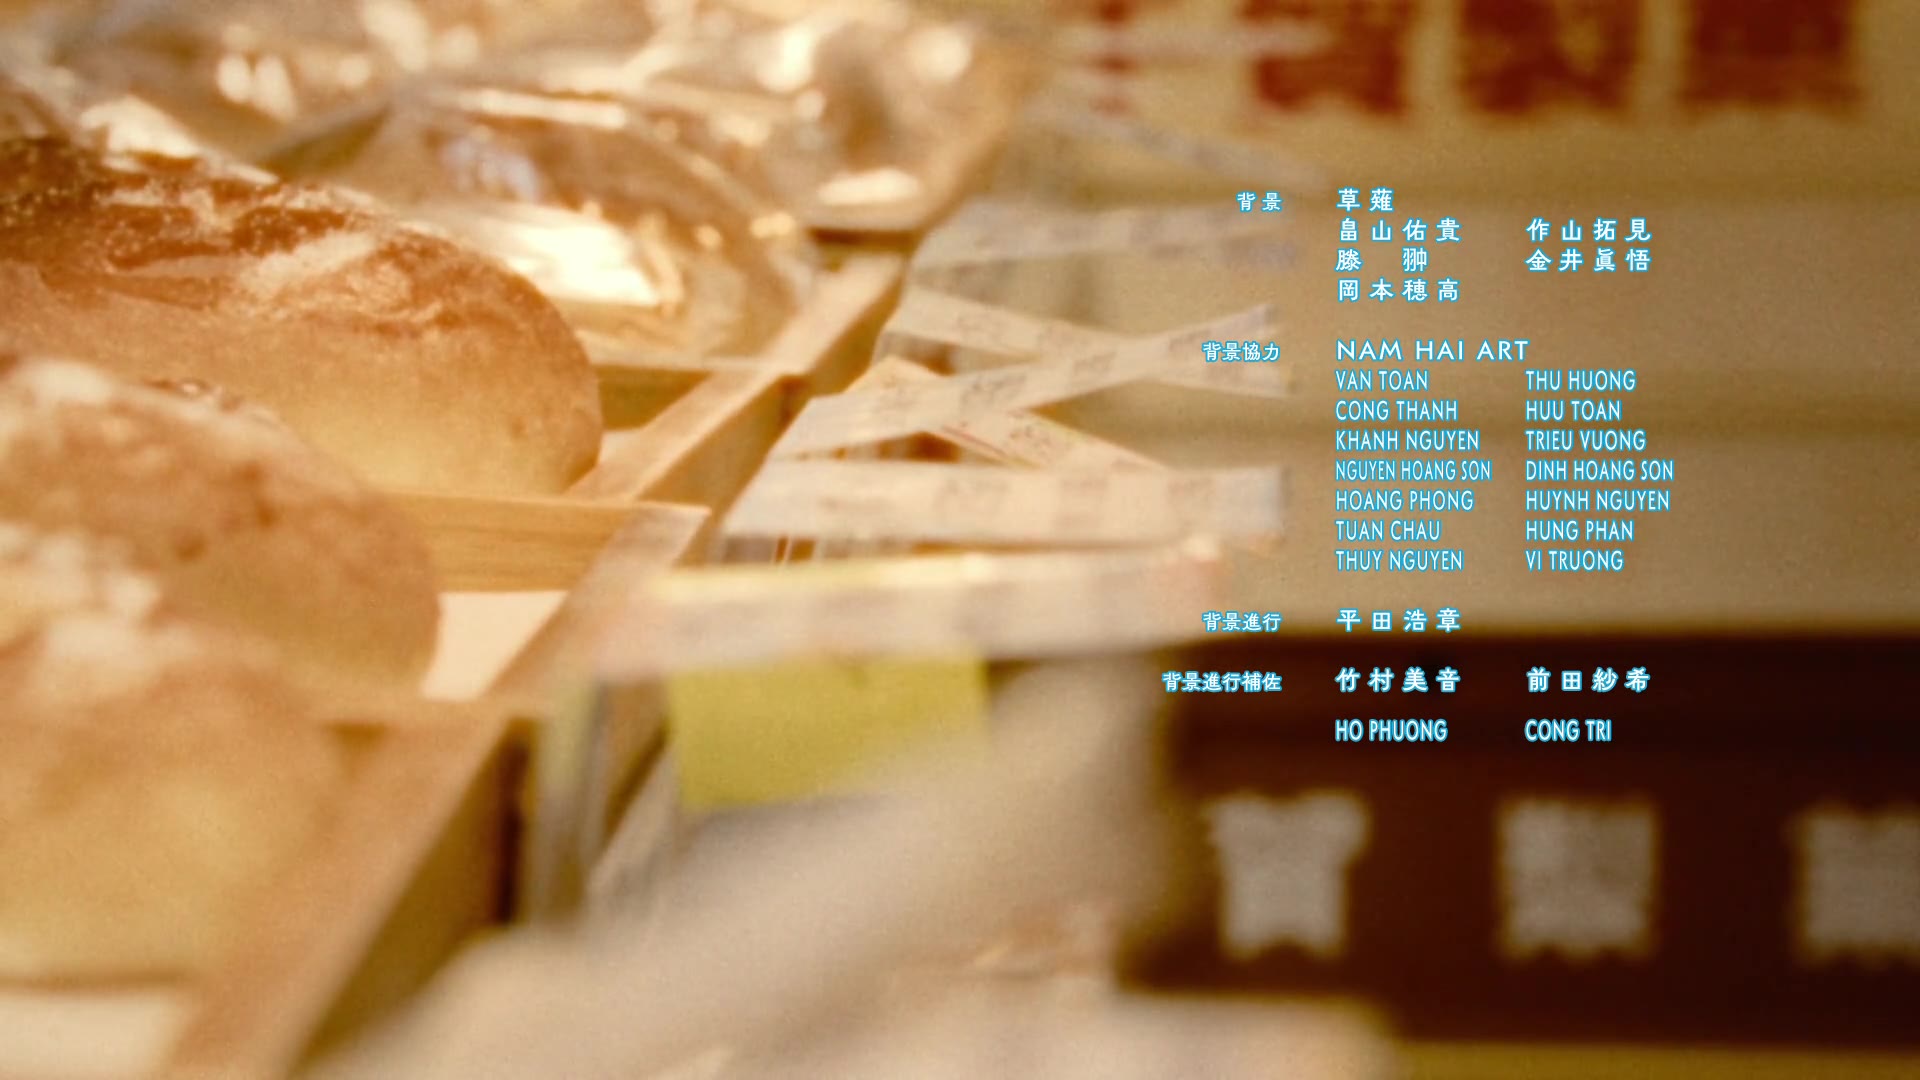 背景 草薙
畠山佑貴 作山拓見
滕 翀 金井眞悟
岡本穂高
背景協力 NAM HAI ART
VAN TOAN THU HUONG
CONG THANH HUU TOAN
KHANH NGUYEN TRIEU VUONG
NGUYEN HOANG SON DINH HOANG SON
HOANG PHONG HUYNH NGUYEN
TUAN CHAU HUNG PHAN
THUY NGUYEN VI TRUONG
背景進行 平田浩章
背景進行補佐 竹村美音 前田紗希
HO PHUONG CONG TRI